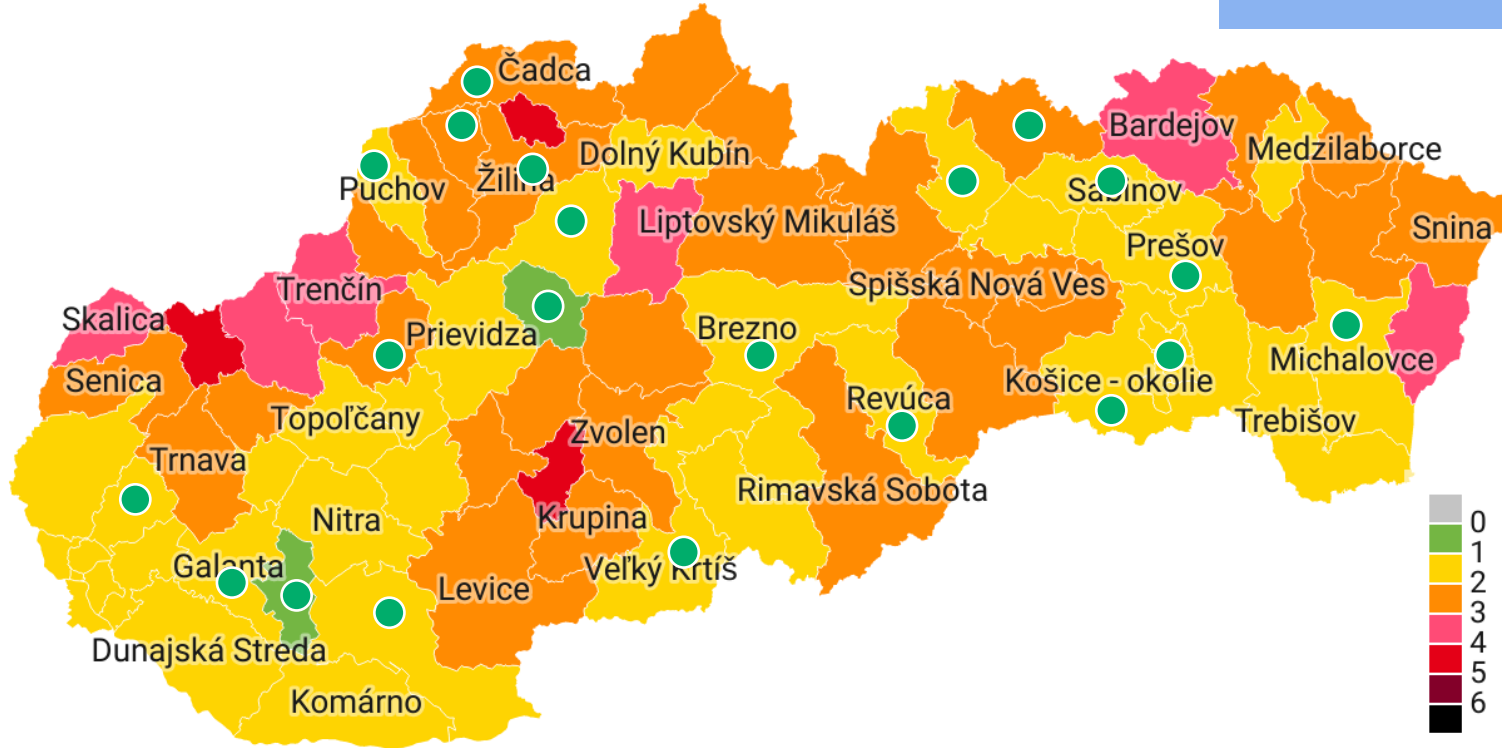 Čadca
Bardejov
Medzilaborce
Dolný Kubín
Púchov
Žilina
Sabinov
Liptovský Mikuláš
Snina
Prešov
Trenčín
Spišská Nová Ves
Skalica
Prievidza
Brezno
Michalovce
Senica
Košice - okolie
Revúca
Topoľčany
Trebišov
Zvolen
Trnava
Rimavská Sobota
Nitra
Krupina
Galanta
Veľký Krtíš
Levice
Dunajská Streda
Komárno
0
1
2
3
4
5
6